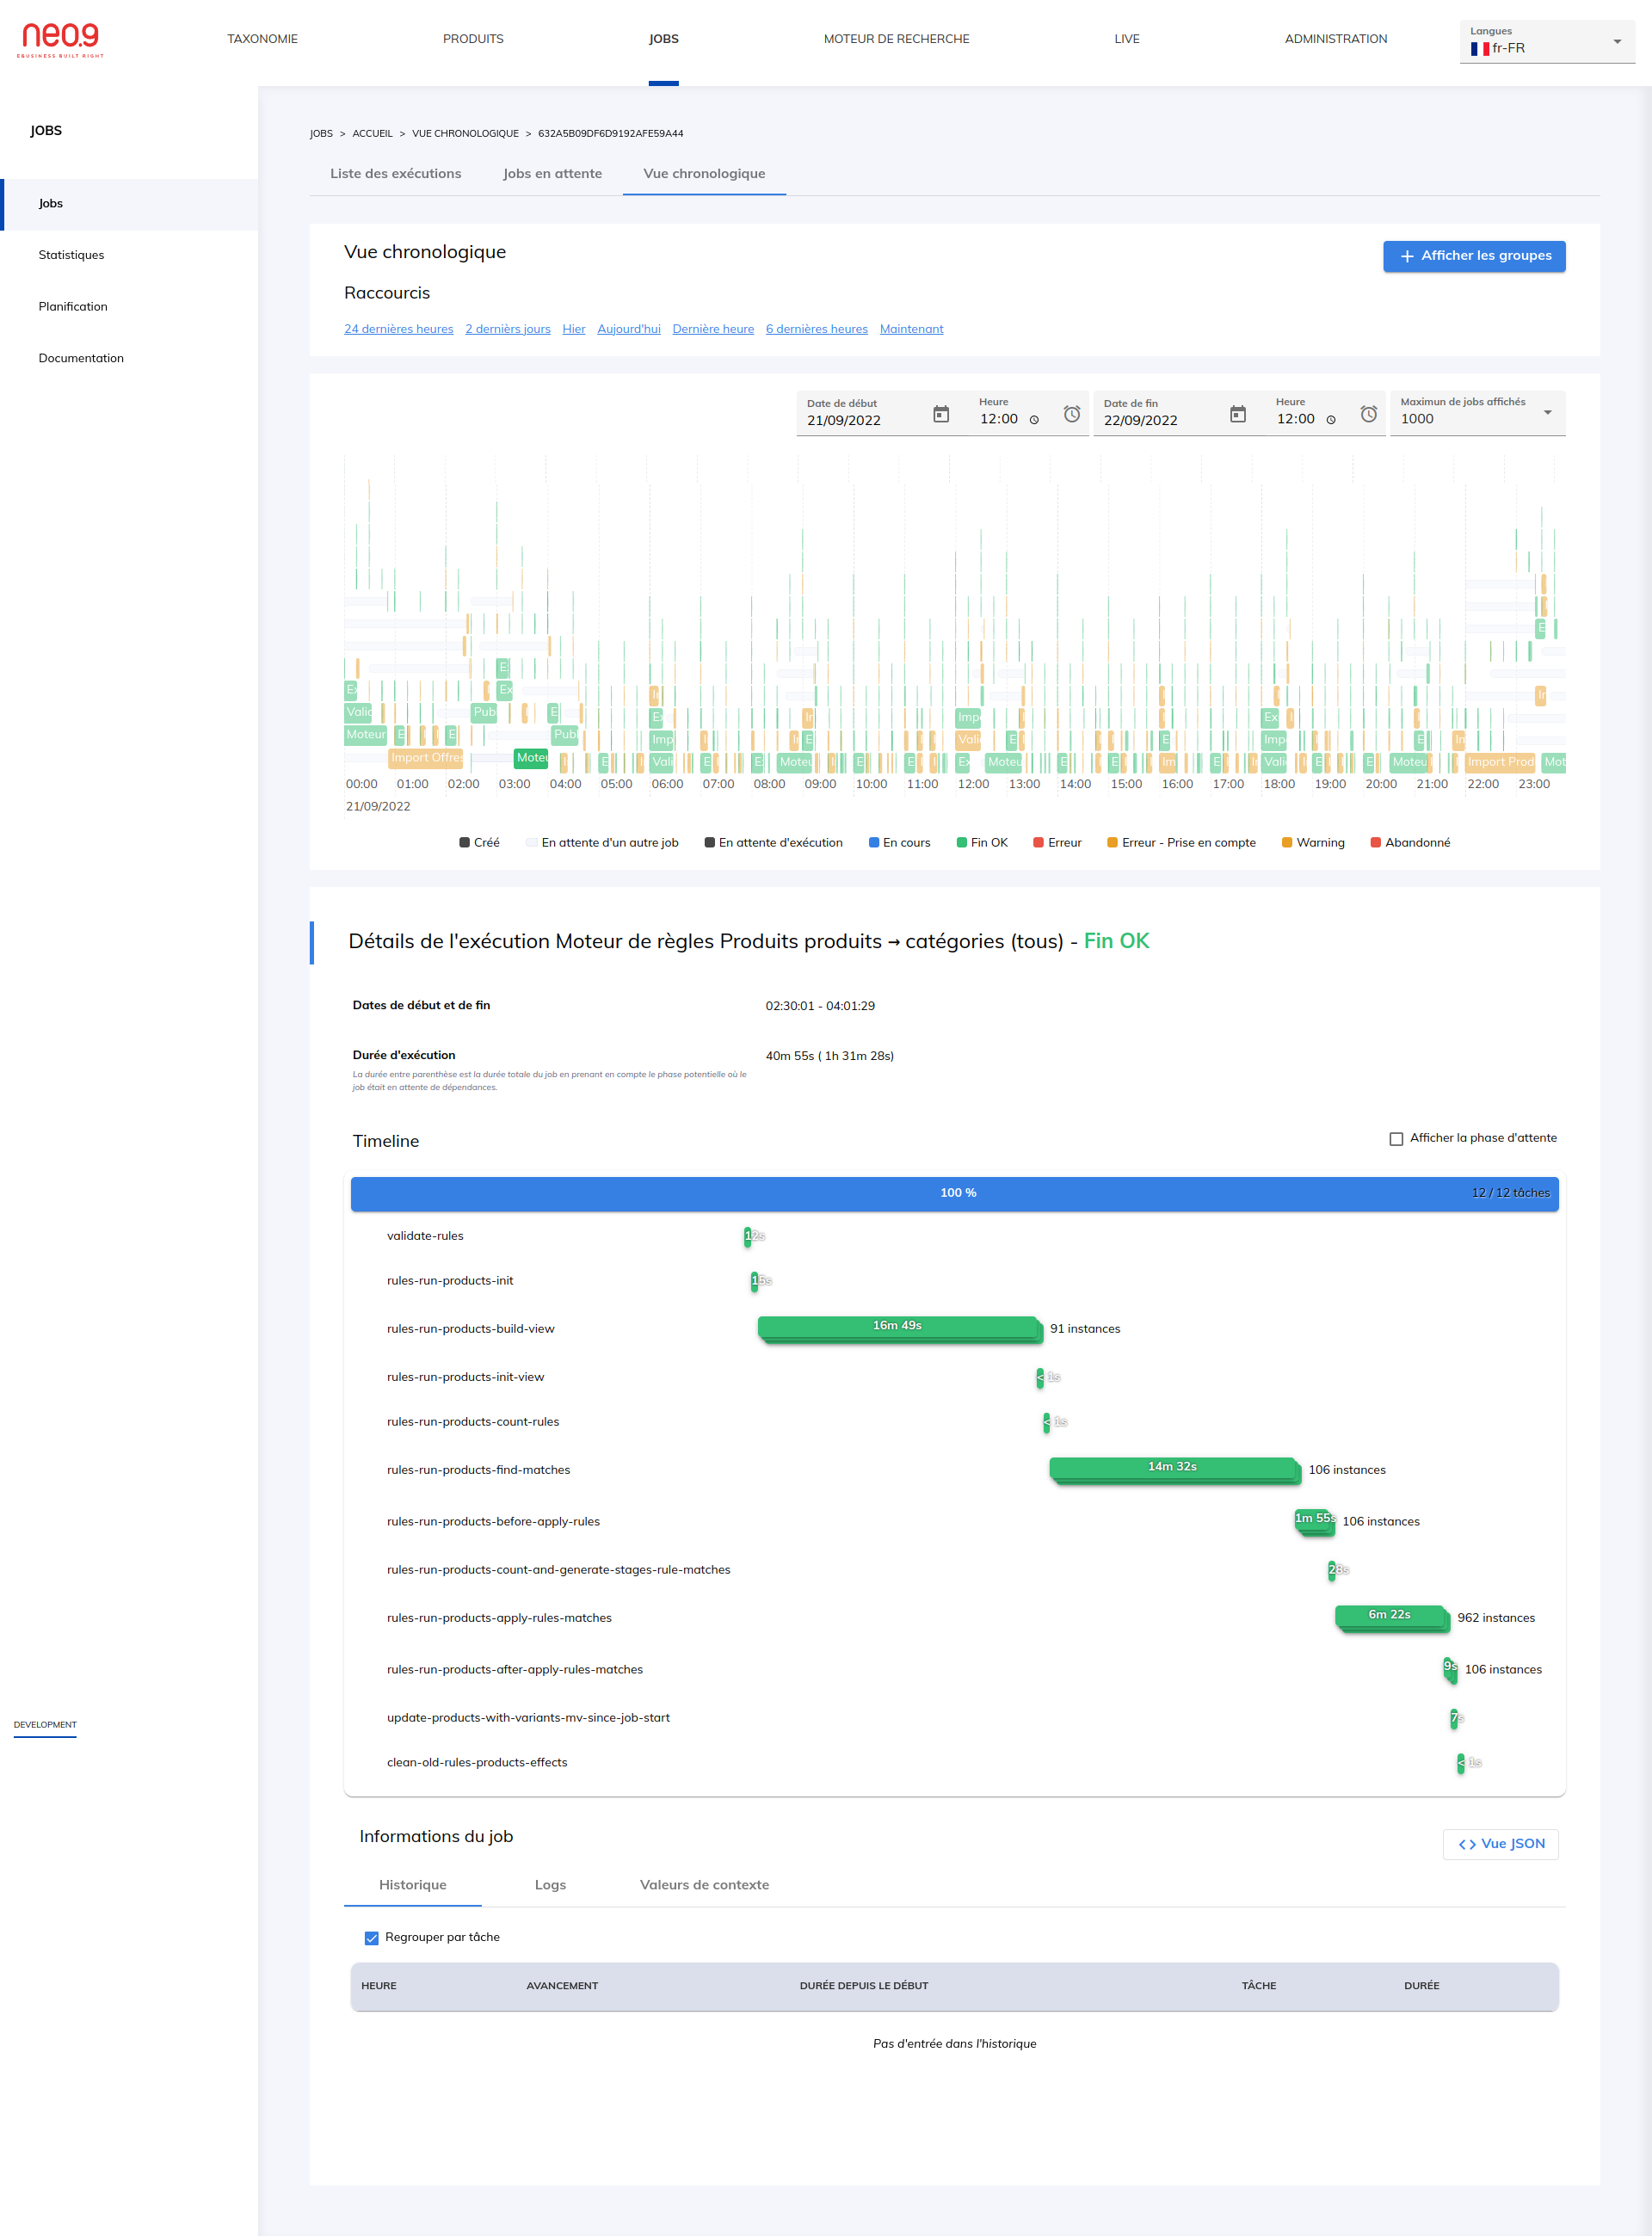 neo.9
EBUSINESS BUILT RIGHT
TAXONOMIE
PRODUITS
JOBS
MOTEUR DE RECHERCHE
LIVE
ADMINISTRATION
Langues
fr-FR
JOBS
Jobs
Statistiques
Planification
Documentation
DEVELOPMENT
JOBS > ACCUEIL > VUE CHRONOLOGIQUE > 632A5B09DF6D9192AFE59A44
Liste des exécutions
Jobs en attente
Vue chronologique
Vue chronologique
Afficher les groupes
Raccourcis
24 dernières heures 2 dernièrs jours Hier Aujourd'hui Dernière heure 6 dernières heures Maintenant
Date de début
21/09/2022
Heure
12:00
Date de fin
22/09/2022
Heure
12:00
Maximun de jobs affichés
1000
Moteur
Import Offres
Import Prod
00:00 01:00 02:00 03:00 04:00 05:00 06:00 07:00 08:00 09:00 10:00 11:00 12:00 13:00 14:00 15:00 16:00 17:00 18:00 19:00 20:00 21:00 22:00 23:00
21/09/2022
Créé En attente d'un autre job En attente d'exécution En cours Fin OK Erreur Erreur - Prise en compte Warning Abandonné
Détails de l'exécution Moteur de règles Produits produits → catégories (tous) - Fin OK
Dates de début et de fin
02:30:01 - 04:01:29
Durée d'exécution
40m 55s ( 1h 31m 28s)
La durée entre parenthèse est la durée totale du job en prenant en compte le phase potentielle où le
job était en attente de dépendances.
Timeline
Afficher la phase d'attente
100 %
12 / 12 tâches
validate-rules
12s
rules-run-products-init
15s
rules-run-products-build-view
16m 49s
91 instances
rules-run-products-init-view
< 1s
rules-run-products-count-rules
< 1s
rules-run-products-find-matches
14m 32s
106 instances
rules-run-products-before-apply-rules
1m 55s
106 instances
rules-run-products-count-and-generate-stages-rule-matches
28s
rules-run-products-apply-rules-matches
6m 22s
962 instances
rules-run-products-after-apply-rules-matches
9s
106 instances
update-products-with-variants-mv-since-job-start
7s
clean-old-rules-products-effects
< 1s
Informations du job
Vue JSON
Historique
Logs
Valeurs de contexte
Regrouper par tâche
HEURE
AVANCEMENT
DURÉE DEPUIS LE DÉBUT
TÂCHE
DURÉE
Pas d'entrée dans l'historique